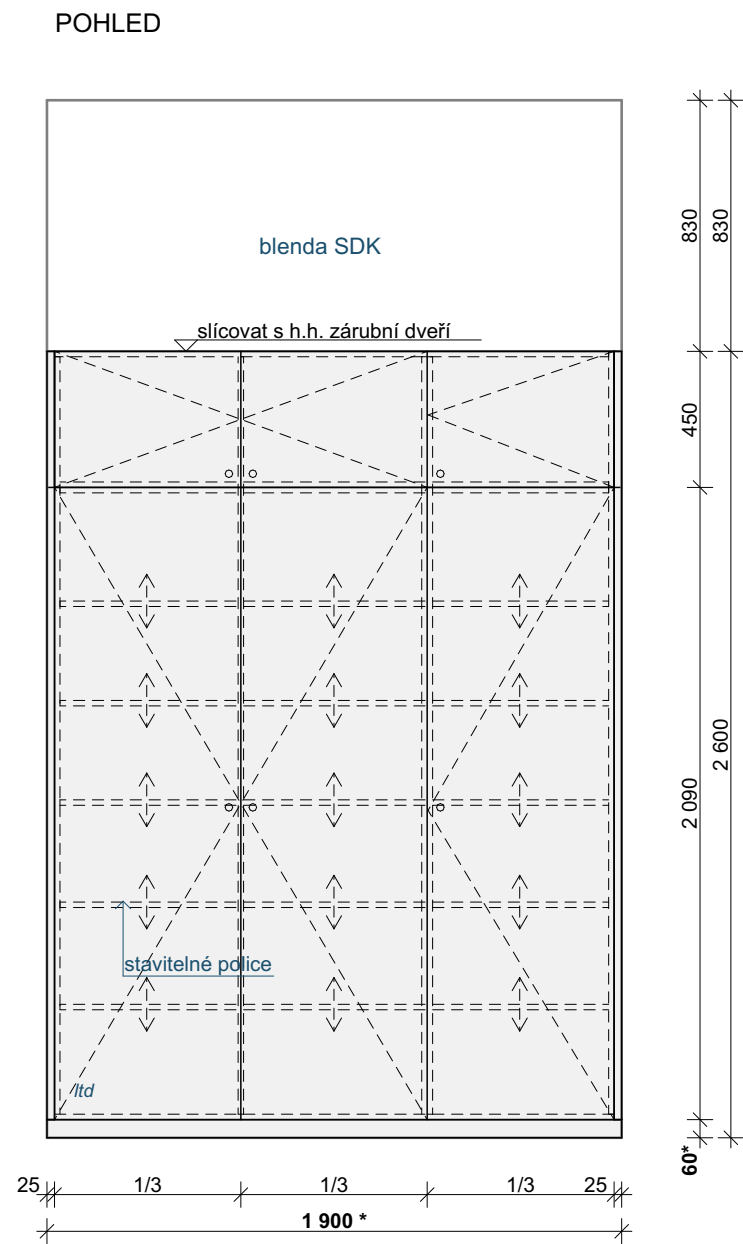 POHLED
830
830
blenda SDK
slícovat s h.h. zárubní dveří
450
2 090
2 600
stavitelné police
ltd
60*
25
1/3
1/3
1/3
25
1 900 *